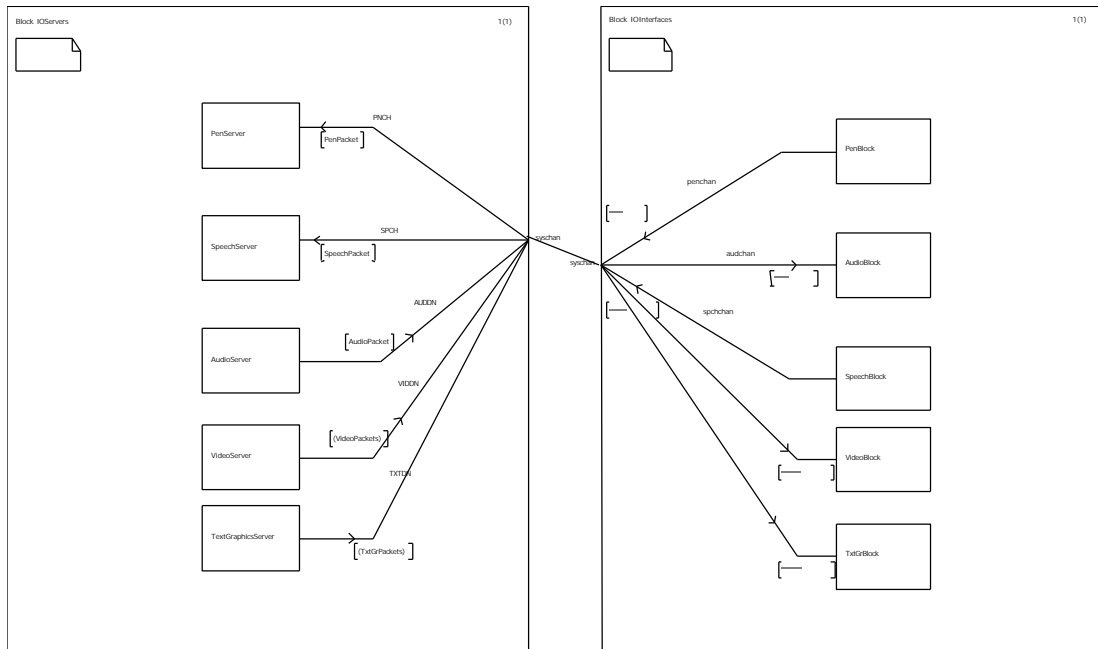 Block IOServers
1(1)
PNCH
PenServer
[PenPacket]
SPCH
SpeechServer
[SpeechPacket]
AUDDN
[AudioPacket]
AudioServer
VIDDN
[(VideoPackets)]
VideoServer
TXTDN
TextGraphicsServer
[(TxtGrPackets)]
syschan
Block IOInterfaces
1(1)
PenBlock
penchan
syschan
audchan
AudioBlock
spchchan
SpeechBlock
VideoBlock
TxtGrBlock